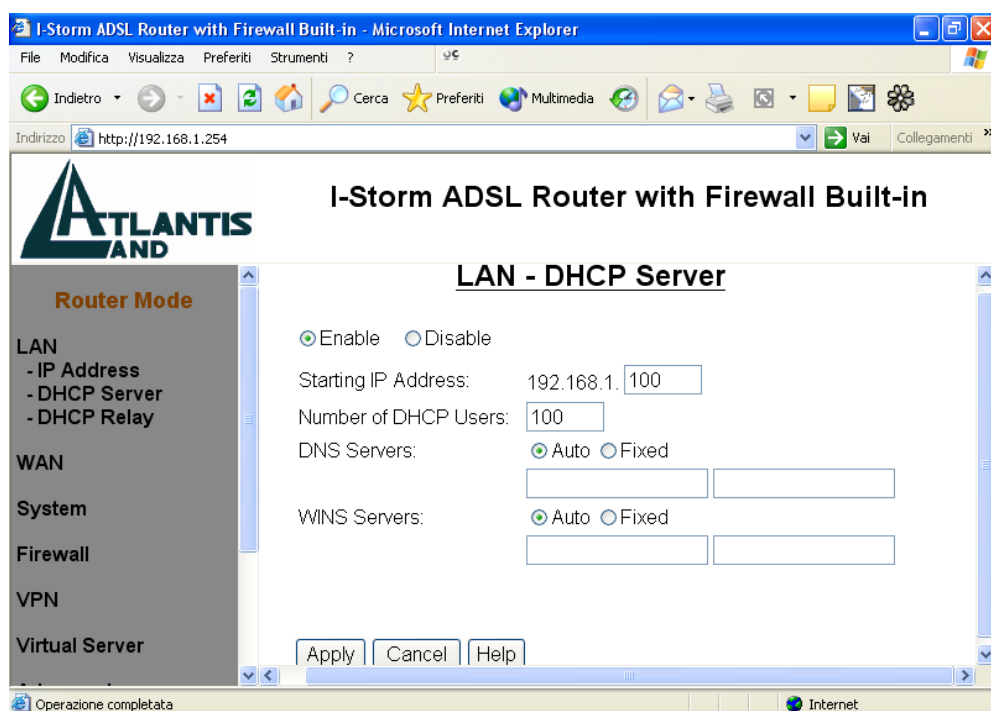 I-Storm ADSL Router with Firewall Built-in - Microsoft Internet Explorer
File Modifica Visualizza Preferiti Strumenti ?
Indietro Cerca Preferiti Multimedia
Indirizzo http://192.168.1.254 Vai Collegamenti »
ATLANTIS
LAND
I-Storm ADSL Router with Firewall Built-in
Router Mode
LAN
- IP Address
- DHCP Server
- DHCP Relay
WAN
System
Firewall
VPN
Virtual Server
LAN - DHCP Server
Enable Disable
Starting IP Address: 192.168.1. 100
Number of DHCP Users: 100
DNS Servers: Auto Fixed
WINS Servers: Auto Fixed
Apply Cancel Help
Operazione completata Internet